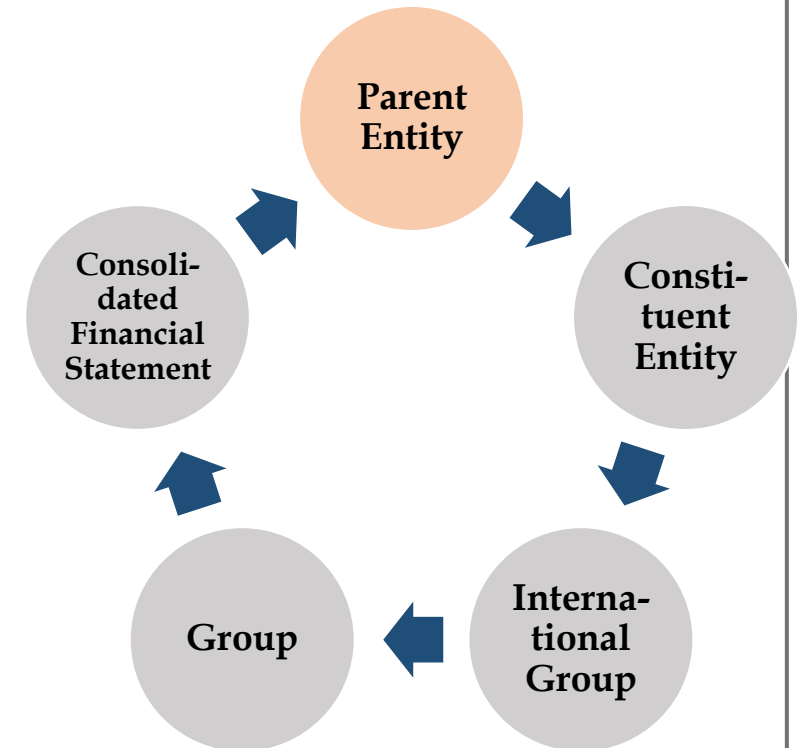 Parent
Entity
Consti-
tuent
Entity
Interna-
tional
Group
Group
Consoli-
dated
Financial
Statement